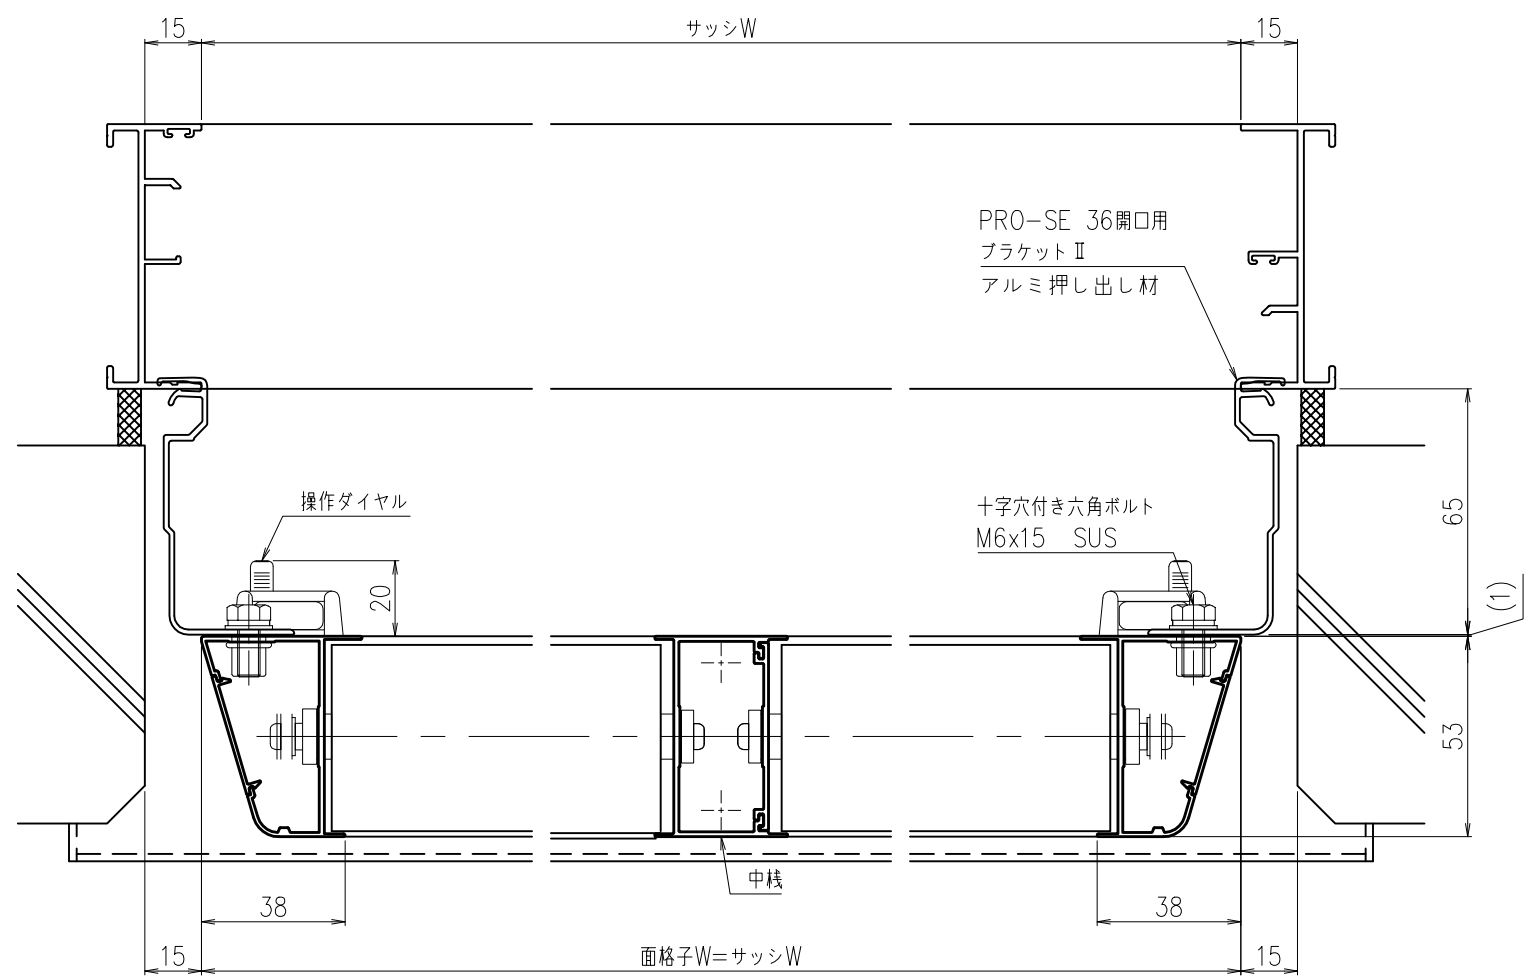 15
サッシW
15
PRO-SE 36開口用
ブラケットⅡ
アルミ押し出し材
操作ダイヤル
十字穴付き六角ボルト
M6x15 SUS
20
65
(1)
53
中桟
38
38
15
面格子W=サッシW
15